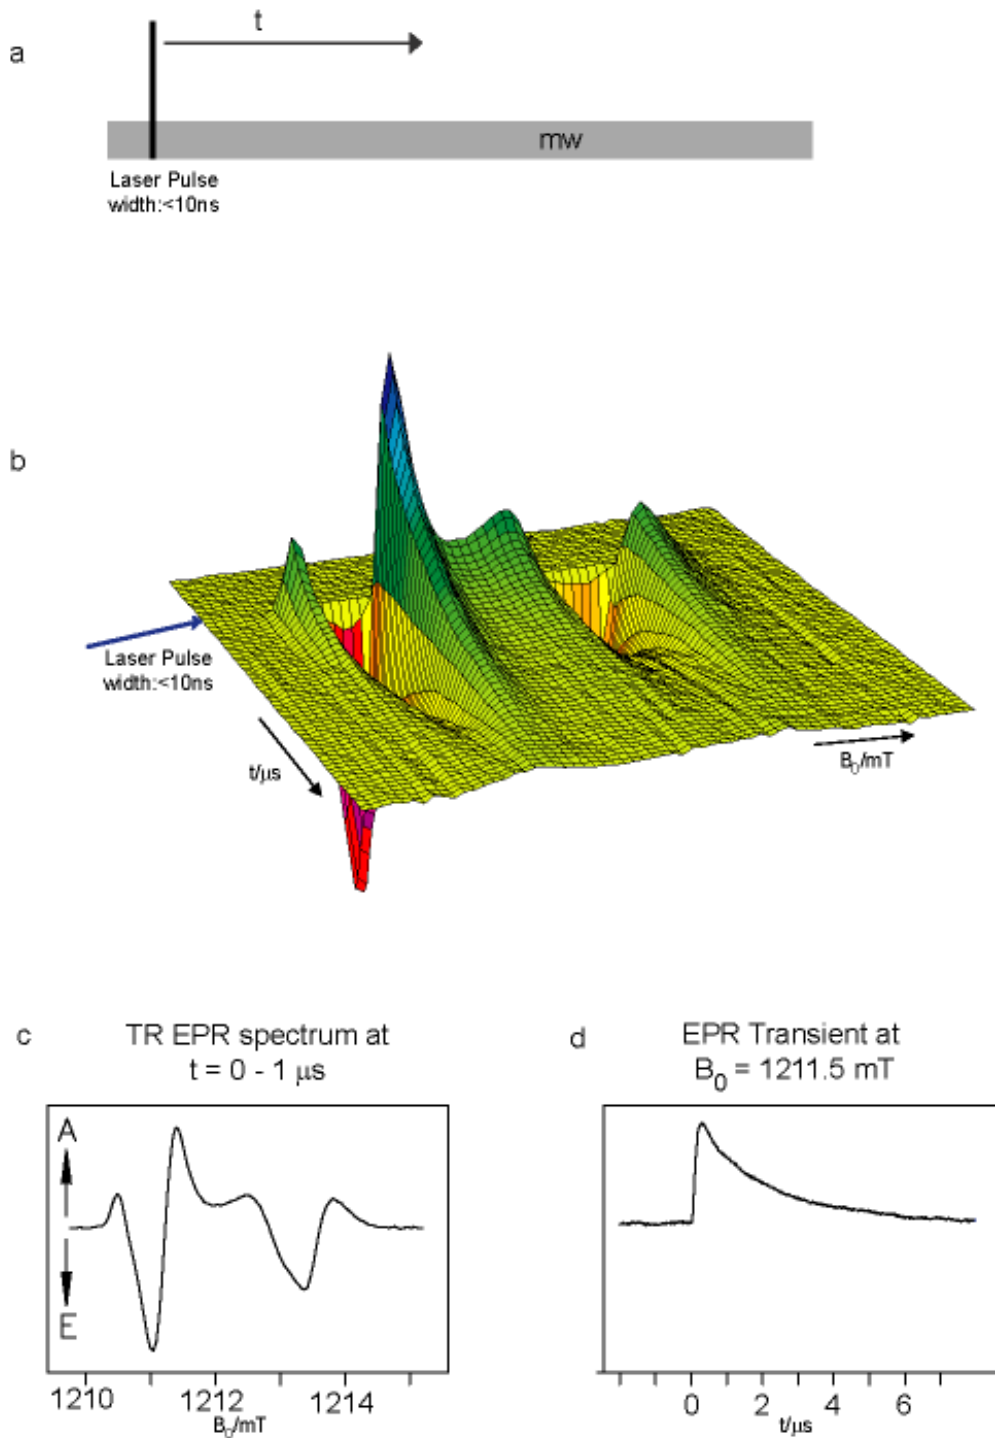 a
t
mw
Laser Pulse
width:<10ns
b
Laser Pulse
width:<10ns
t/μs
B0/mT
c
TR EPR spectrum at
t = 0 - 1 μs
A
E
1210 1212 1214
B0/mT
d
EPR Transient at
B0 = 1211.5 mT
0 2 4 6
t/μs